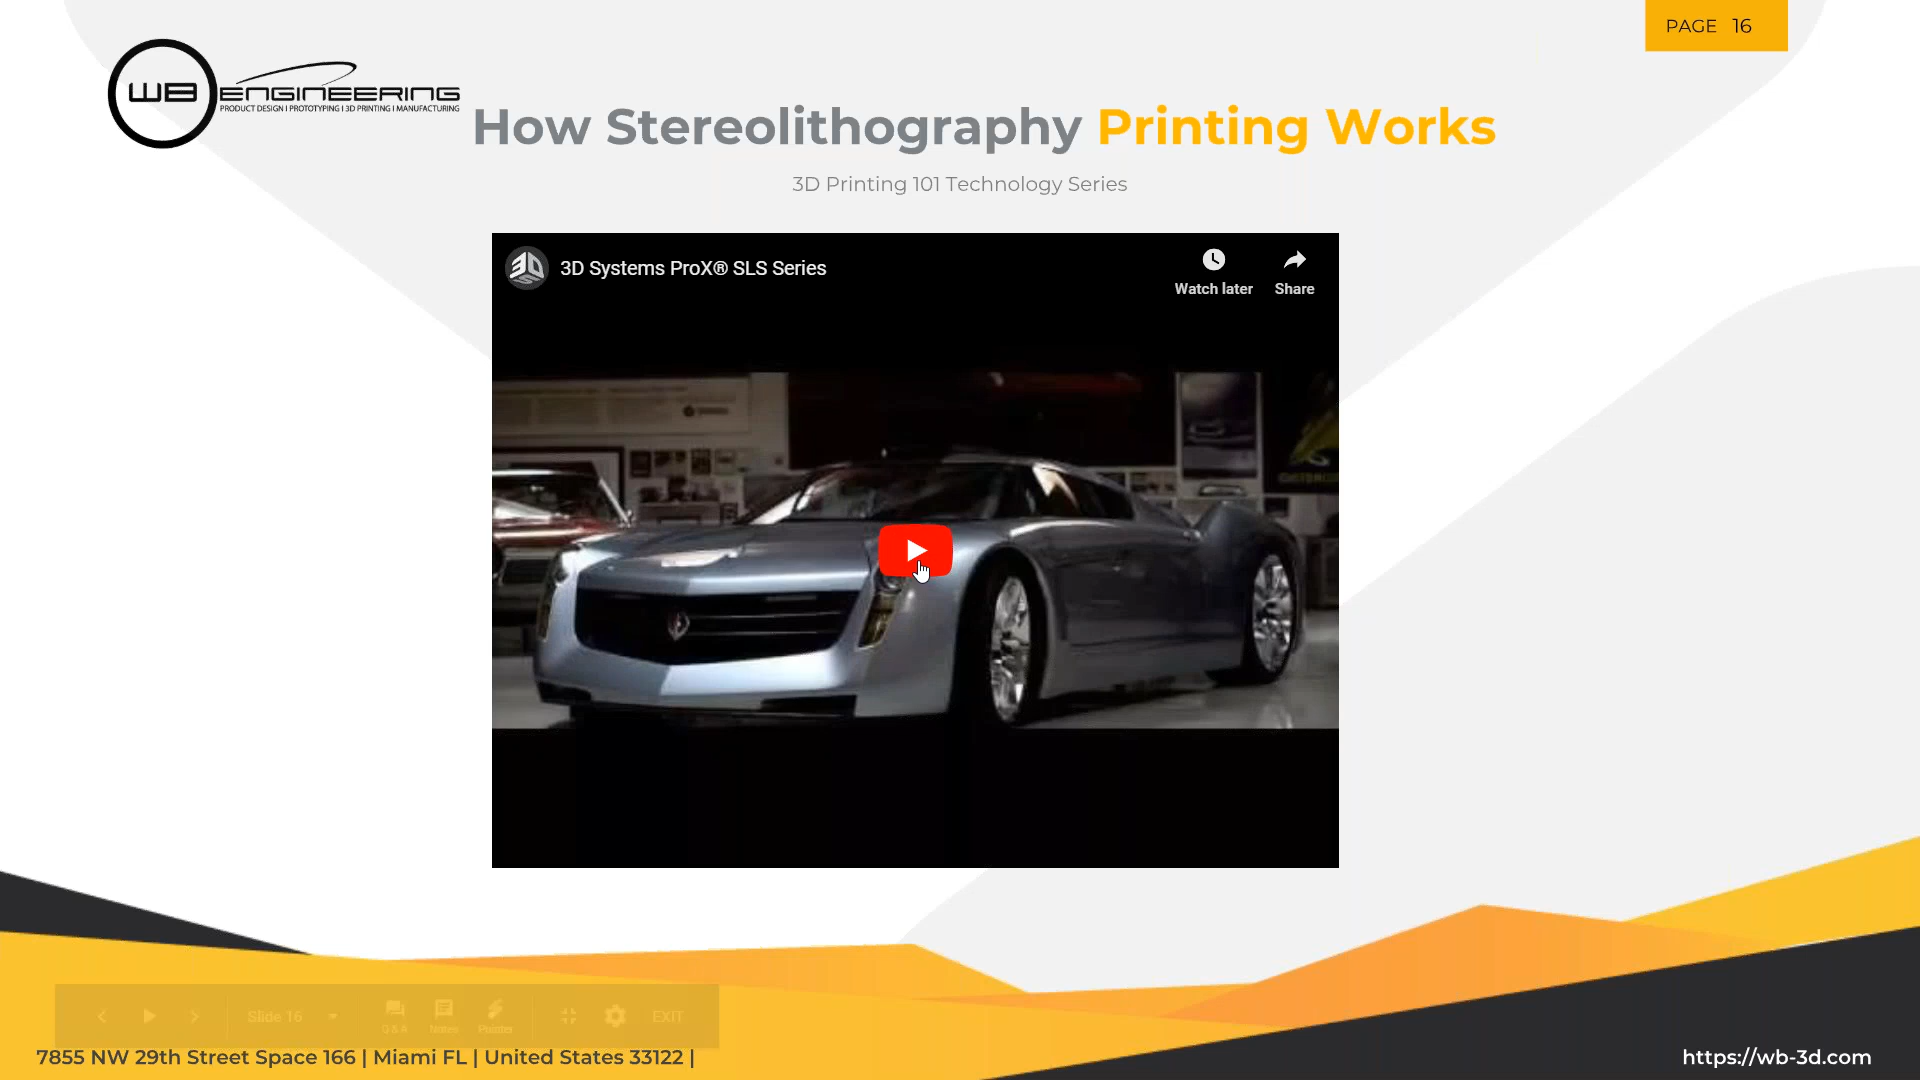 PAGE 16
WB ENGINEERING
PRODUCT DESIGN | PROTOTYPING | 3D PRINTING | MANUFACTURING
How Stereolithography Printing Works
3D Printing 101 Technology Series
3D Systems ProX® SLS Series
Watch later
Share
Slide 16
Q & A
Notes
Pointer
EXIT
7855 NW 29th Street Space 166 | Miami FL | United States 33122 |
https://wb-3d.com